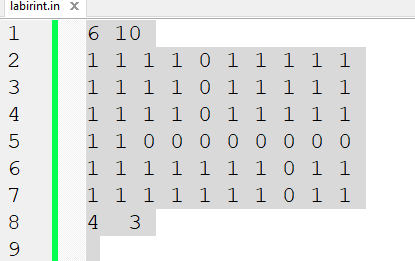 labirint.in X
1 6 10
2 1 1 1 1 0 1 1 1 1 1
3 1 1 1 1 0 1 1 1 1 1
4 1 1 1 1 0 1 1 1 1 1
5 1 1 0 0 0 0 0 0 0 0
6 1 1 1 1 1 1 1 0 1 1
7 1 1 1 1 1 1 1 0 1 1
8 4 3
9